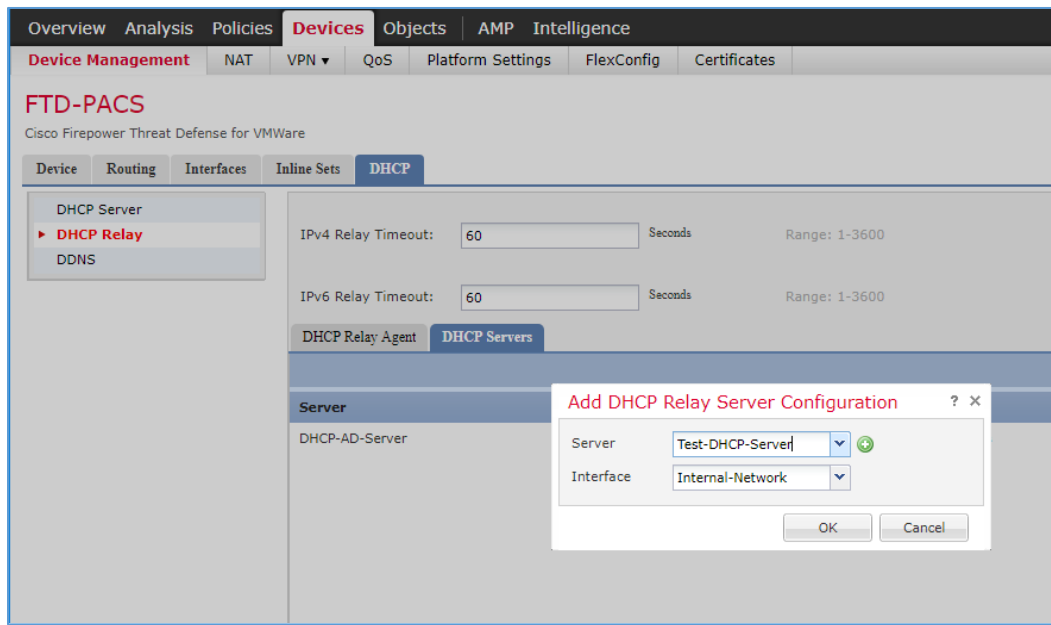 Overview Analysis Policies Devices Objects AMP Intelligence
Device Management NAT VPN ▾ QoS Platform Settings FlexConfig Certificates
FTD-PACS
Cisco Firepower Threat Defense for VMWare
Device Routing Interfaces Inline Sets DHCP
DHCP Server
DHCP Relay
DDNS
IPv4 Relay Timeout: 60 Seconds Range: 1-3600
IPv6 Relay Timeout: 60 Seconds Range: 1-3600
DHCP Relay Agent DHCP Servers
Server
DHCP-AD-Server
Add DHCP Relay Server Configuration ? ×
Server Test-DHCP-Server
Interface Internal-Network
OK Cancel